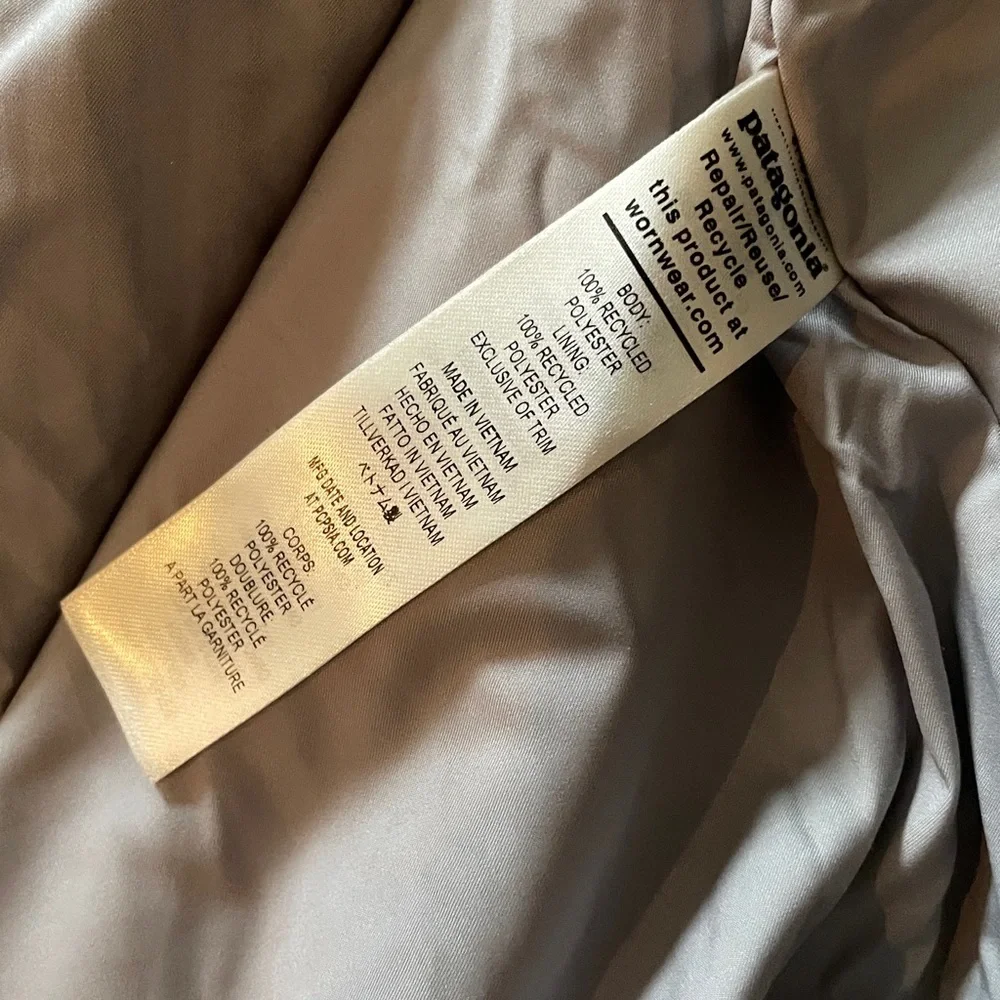 patagonia®
www.patagonia.com
Repair/Reuse/
Recycle
this product at
wornwear.com
BODY:
100% RECYCLED
POLYESTER
LINING:
100% RECYCLED
POLYESTER
EXCLUSIVE OF TRIM
MADE IN VIETNAM
FABRIQUÉ AU VIETNAM
HECHO EN VIETNAM
FATTO IN VIETNAM
TILLVERKAD I VIETNAM
ベトナム製
MFG DATE AND LOCATION
AT PCPSIA.COM
CORPS:
100% RECYCLÉ
POLYESTER
DOUBLURE
100% RECYCLÉ
POLYESTER
A PART LA GARNITURE